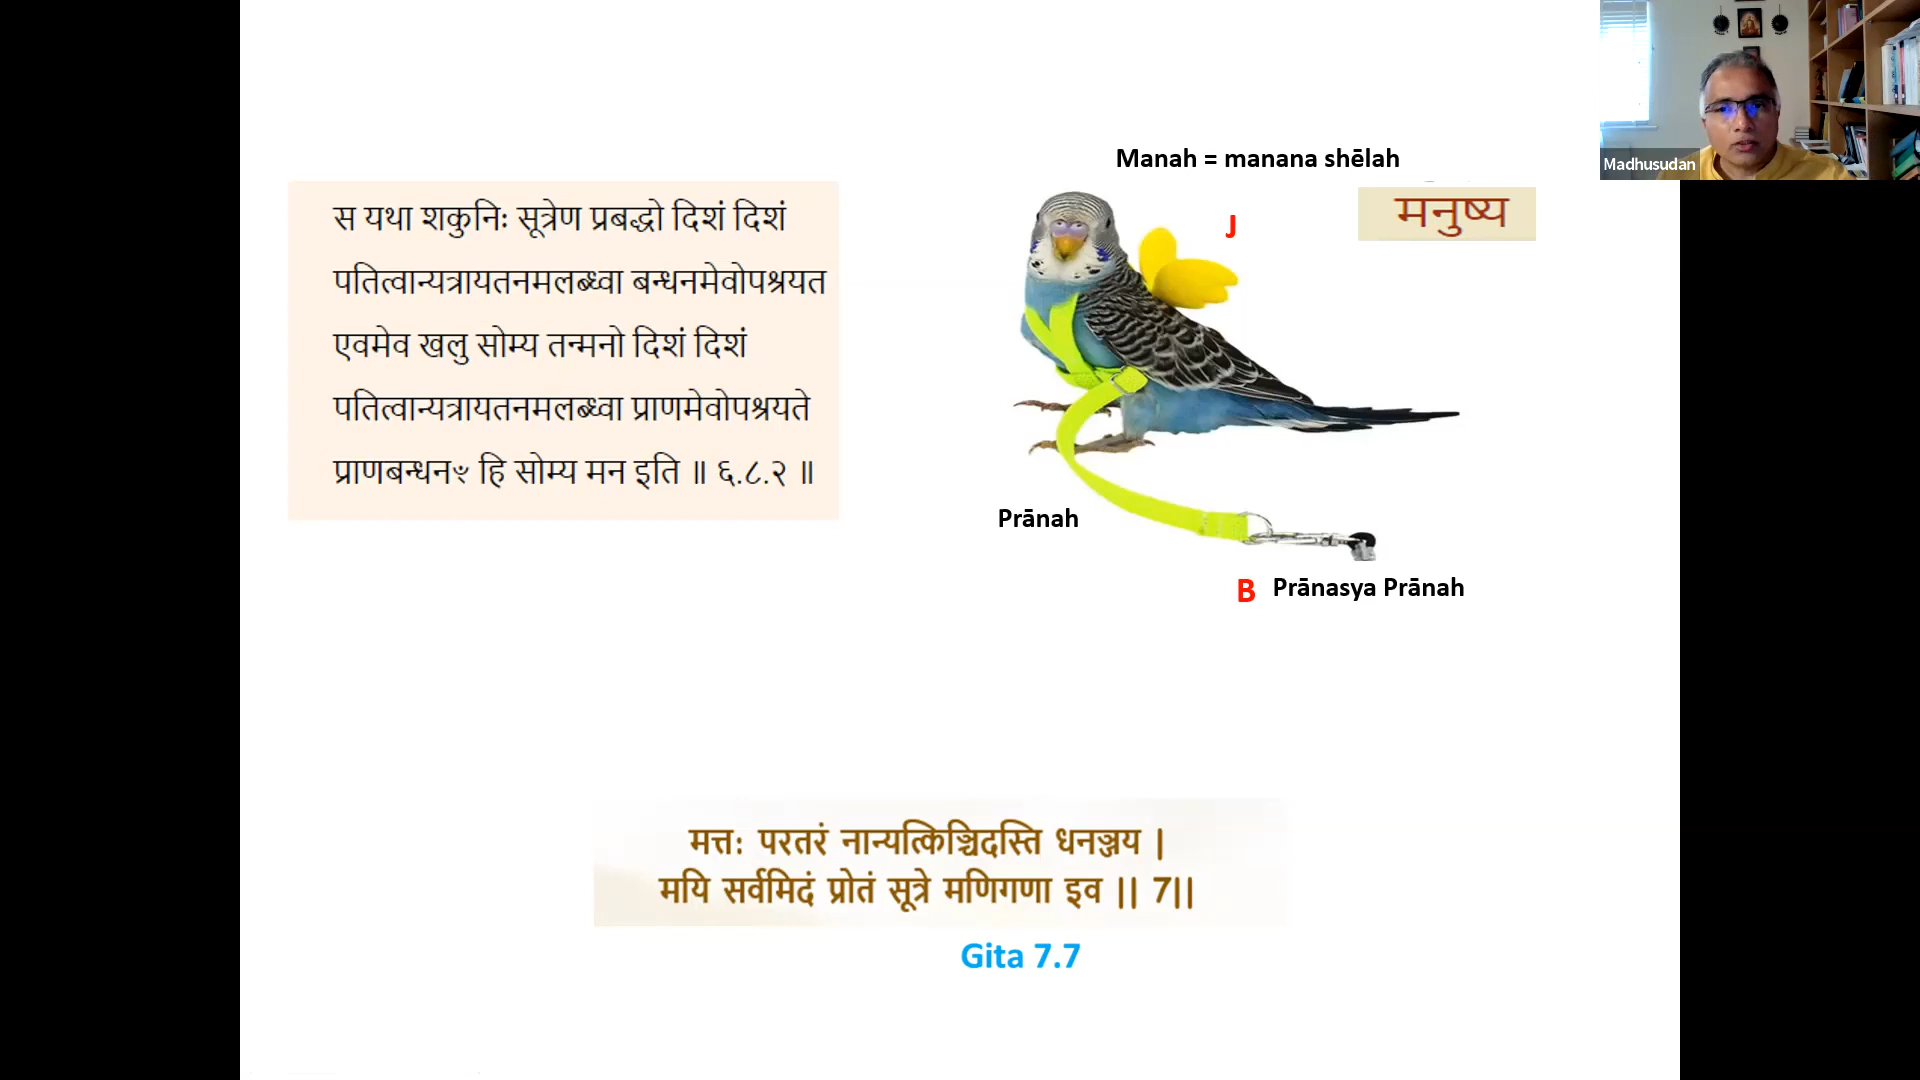 Manah = manana shēlah
Madhusudan
स यथा शकुनिः सूत्रेण प्रबद्धो दिशं दिशं
पतित्वान्यत्रायतनमलब्ध्वा बन्धनमेवोपश्रयत
एवमेव खलु सोम्य तन्मनो दिशं दिशं
पतित्वान्यत्रायतनमलब्ध्वा प्राणमेवोपश्रयते
प्राणबन्धनꣳ हि सोम्य मन इति ॥ ६.८.२ ॥
J
मनुष्य
Prānah
B Prānasya Prānah
मत्तः परतरं नान्यत्किञ्चिदस्ति धनञ्जय |
मयि सर्वमिदं प्रोतं सूत्रे मणिगणा इव || 7||
Gita 7.7